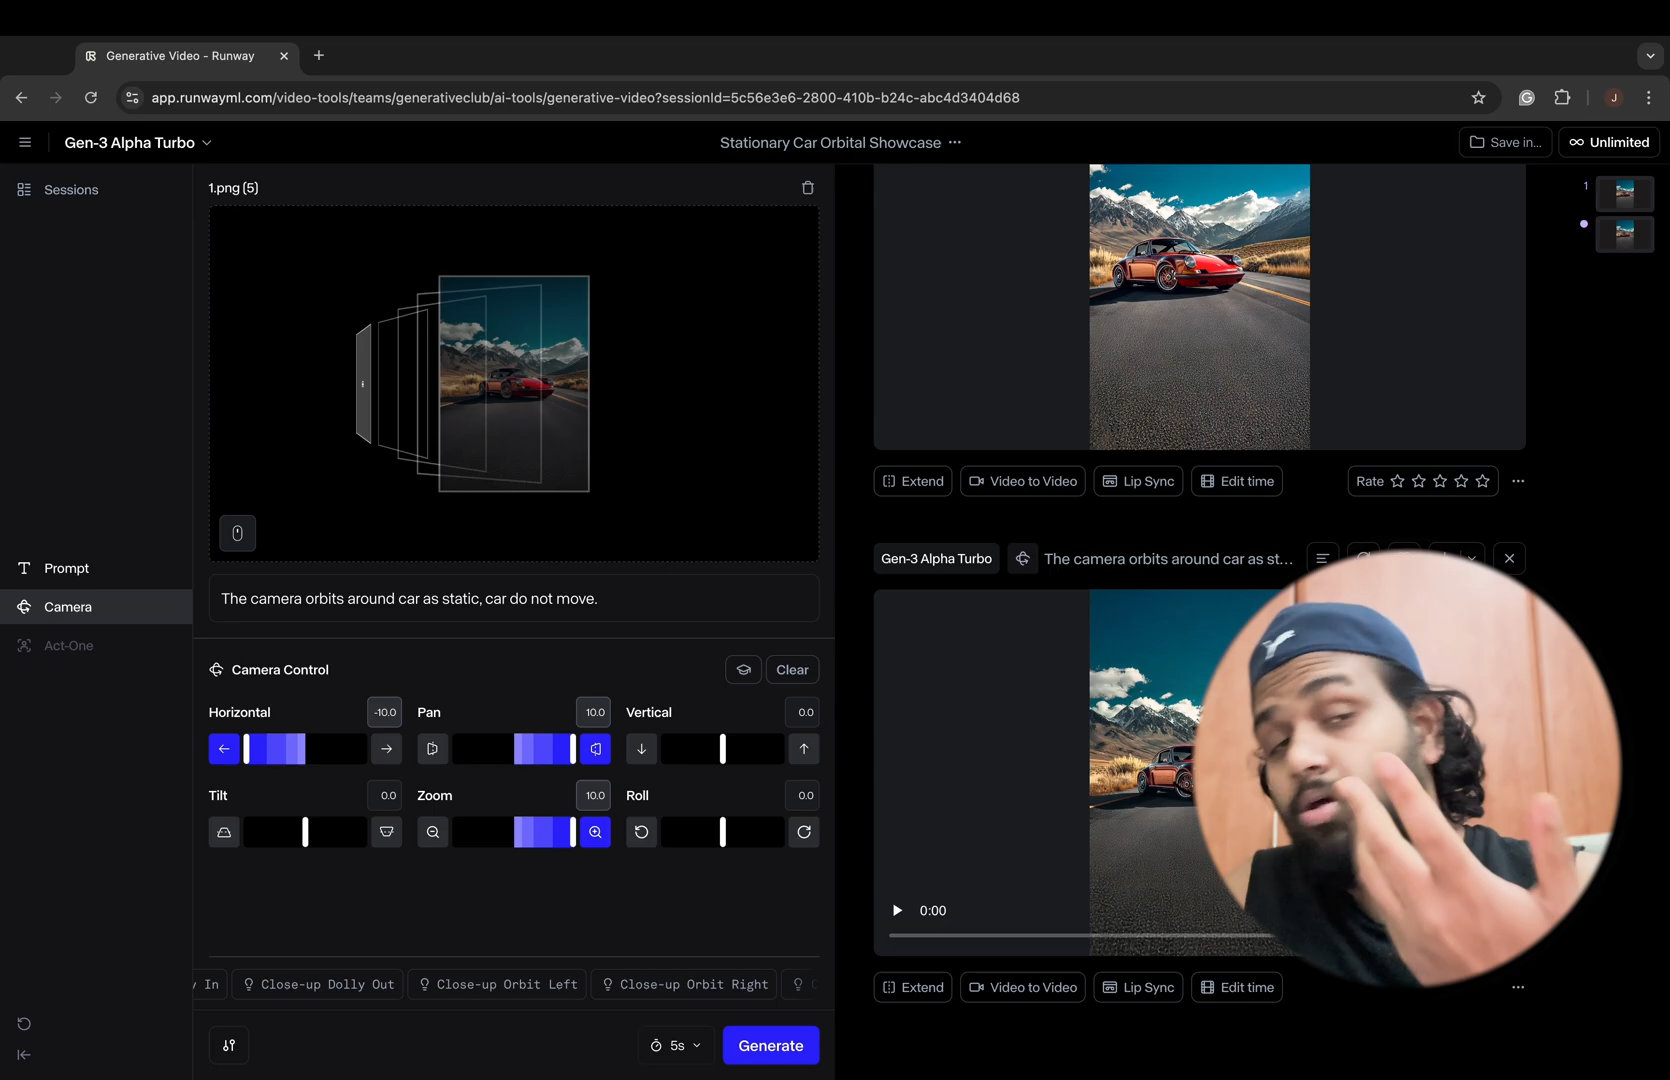 Generative Video - Runway
app.runwayml.com/video-tools/teams/generativeclub/ai-tools/generative-video?sessionId=5c56e3e6-2800-410b-b24c-abc4d3404d68
J
Gen-3 Alpha Turbo
Stationary Car Orbital Showcase
Save in...
Unlimited
Sessions
1.png (5)
1
Extend
Video to Video
Lip Sync
Edit time
Rate
Gen-3 Alpha Turbo
The camera orbits around car as st...
Prompt
Camera
Act-One
The camera orbits around car as static, car do not move.
Camera Control
Clear
Horizontal -10.0
Pan 10.0
Vertical 0.0
Tilt 0.0
Zoom 10.0
Roll 0.0
0:00
In
Close-up Dolly Out
Close-up Orbit Left
Close-up Orbit Right
Extend
Video to Video
Lip Sync
Edit time
5s
Generate